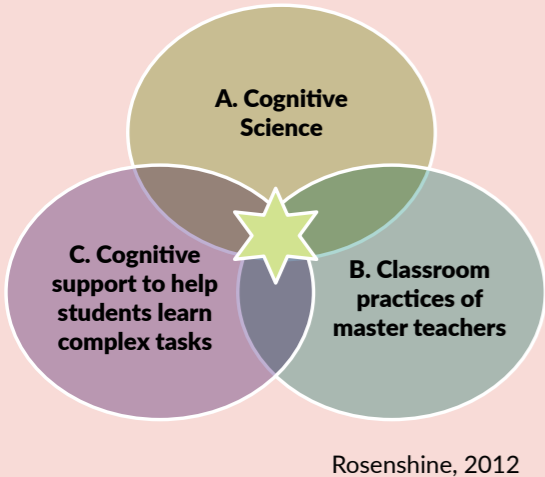 A. Cognitive
Science
C. Cognitive
support to help
students learn
complex tasks
B. Classroom
practices of
master teachers
Rosenshine, 2012